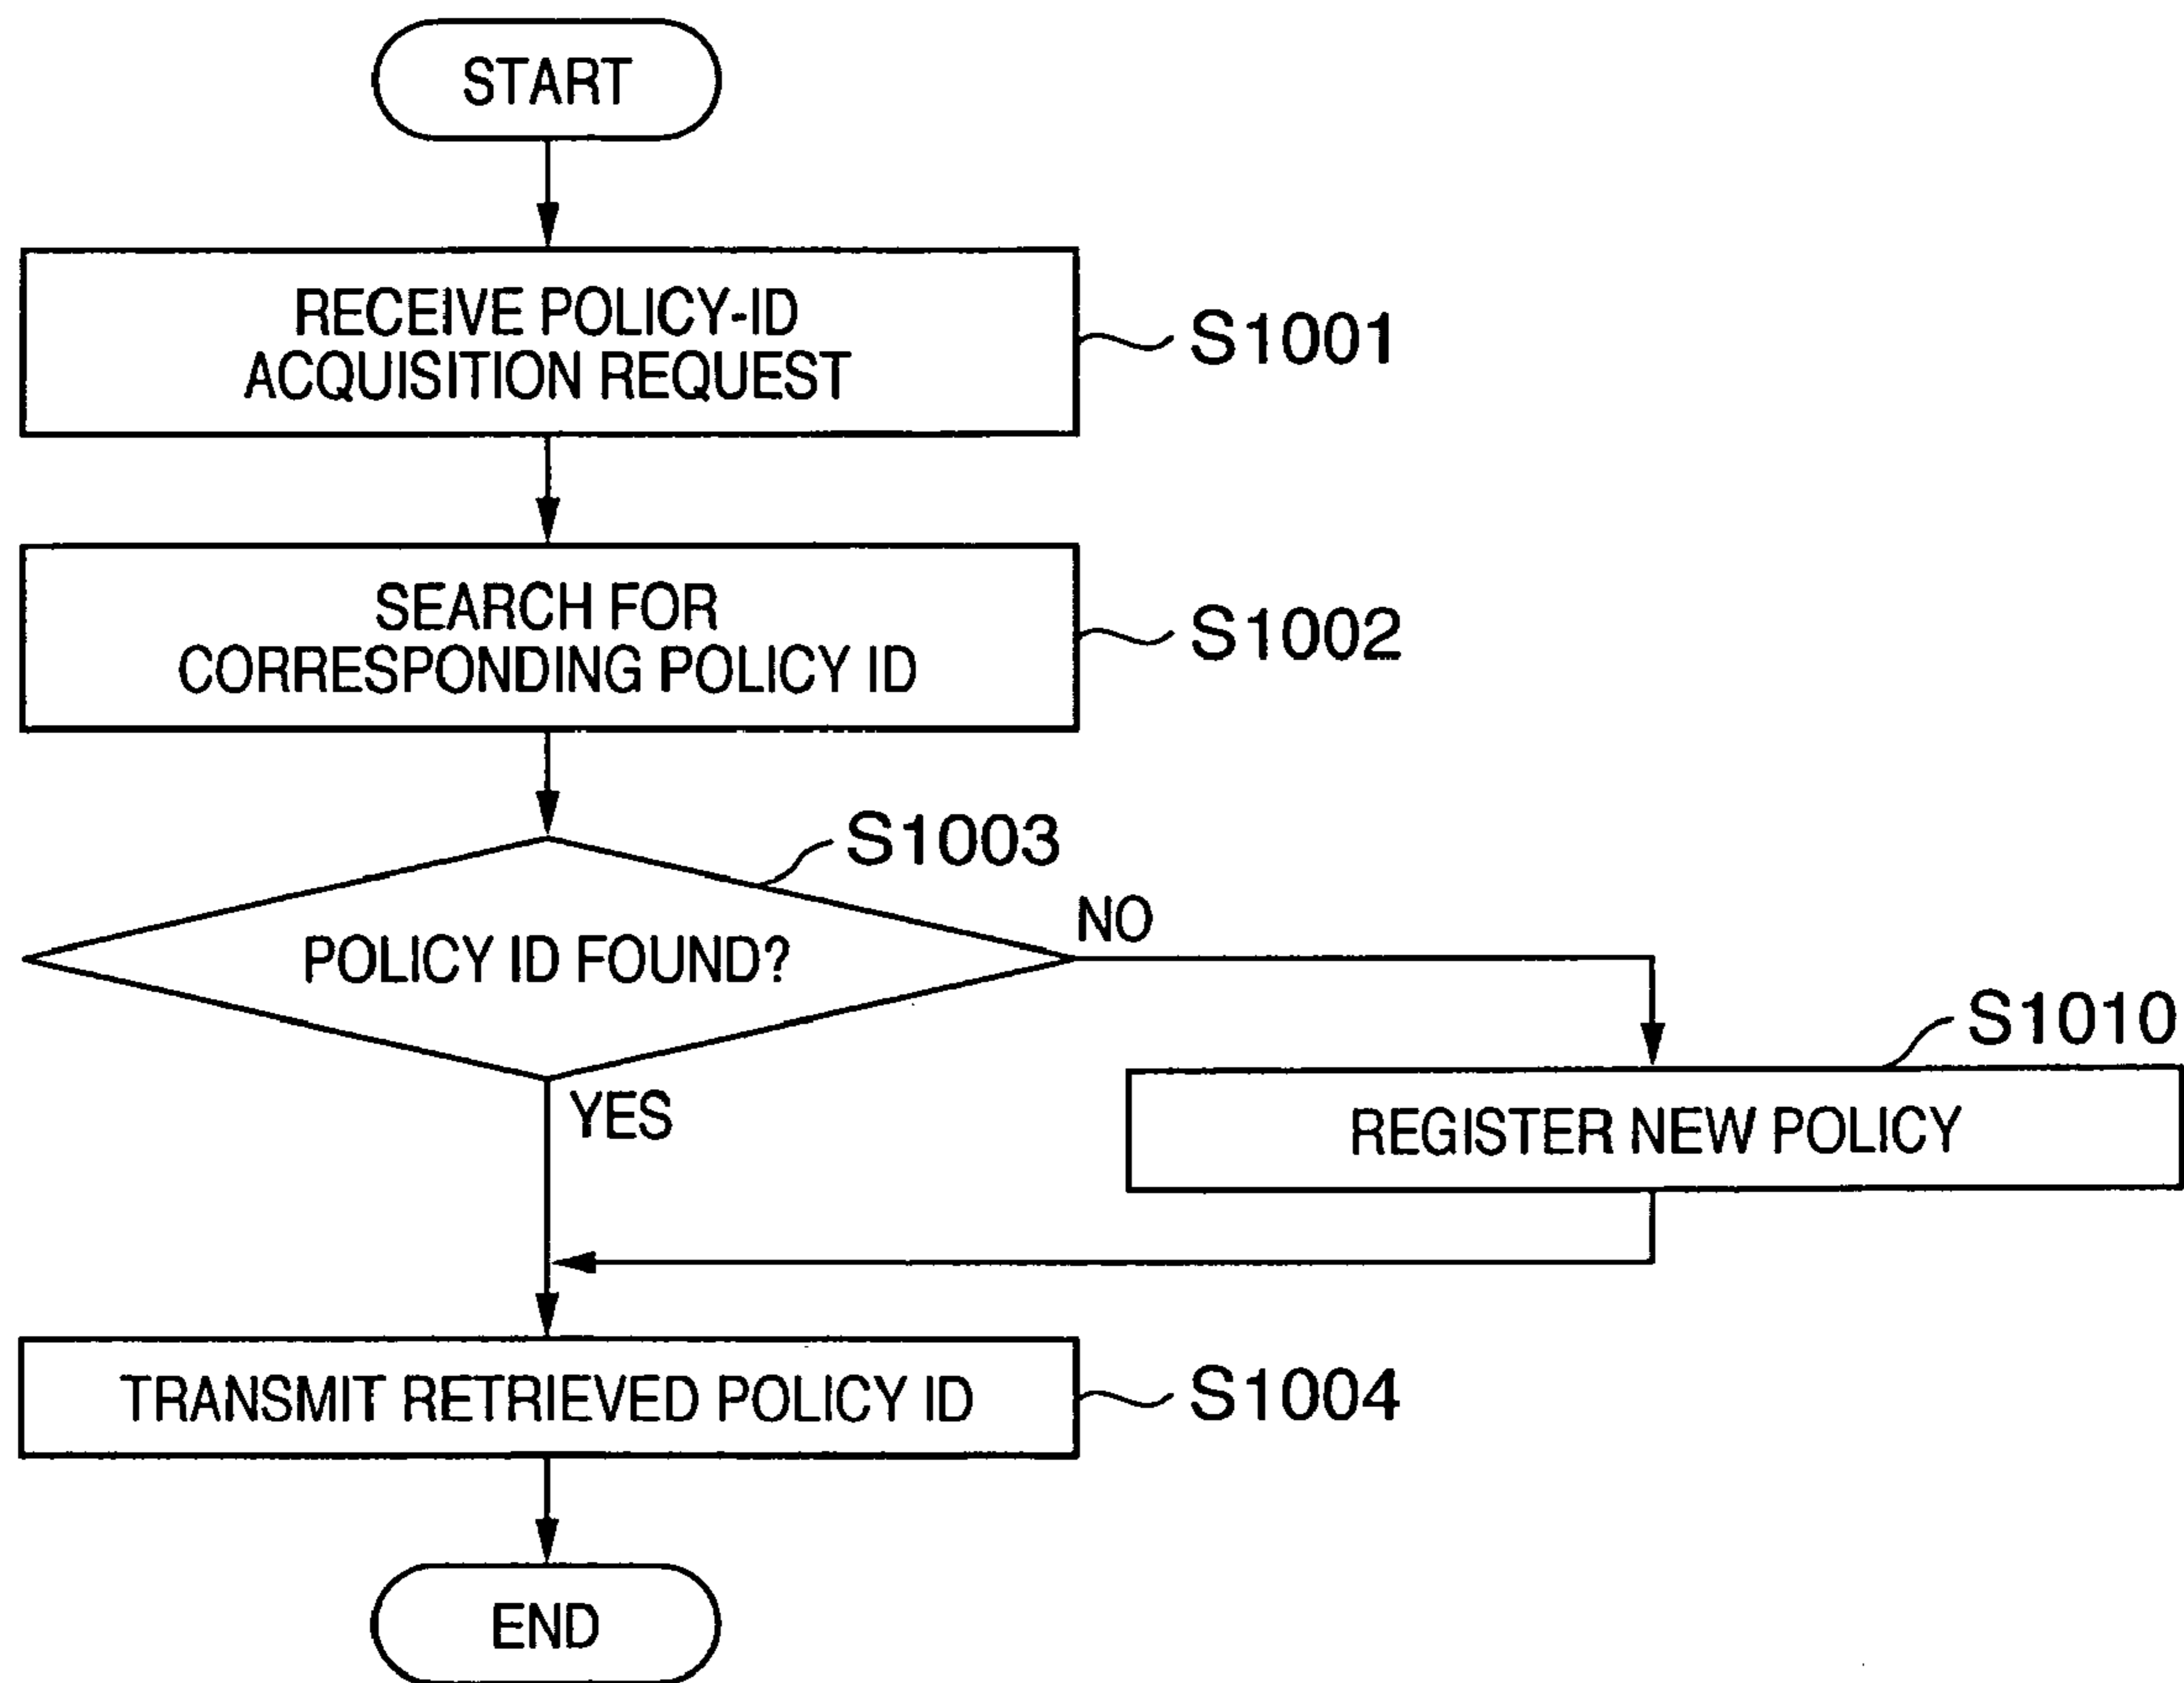 START
RECEIVE POLICY-ID
ACQUISITION REQUEST
S1001
SEARCH FOR
CORRESPONDING POLICY ID
S1002
S1003
POLICY ID FOUND?
NO
YES
S1010
REGISTER NEW POLICY
TRANSMIT RETRIEVED POLICY ID
S1004
END